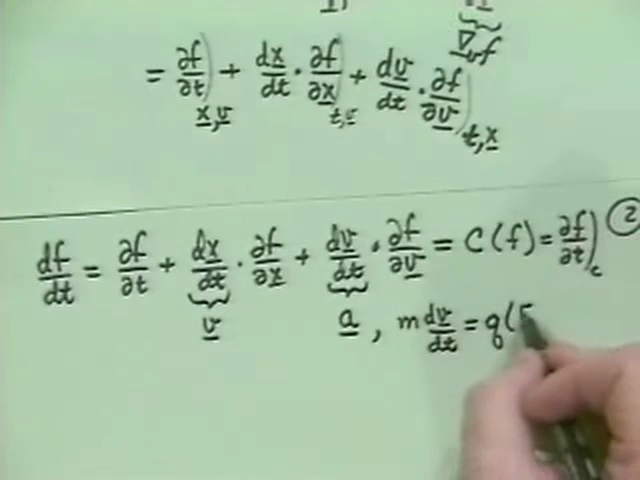 ∇_v f
= ∂f/∂t)_{x̲,v̲} + dx̲/dt · ∂f/∂x̲)_{t,v̲} + dv̲/dt · ∂f/∂v̲)_{t,x̲}
df/dt = ∂f/∂t + dx̲/dt · ∂f/∂x̲ + dv̲/dt · ∂f/∂v̲ = C(f) = ∂f/∂t)_c ②
v̲ a̲ , m dv̲/dt = q(